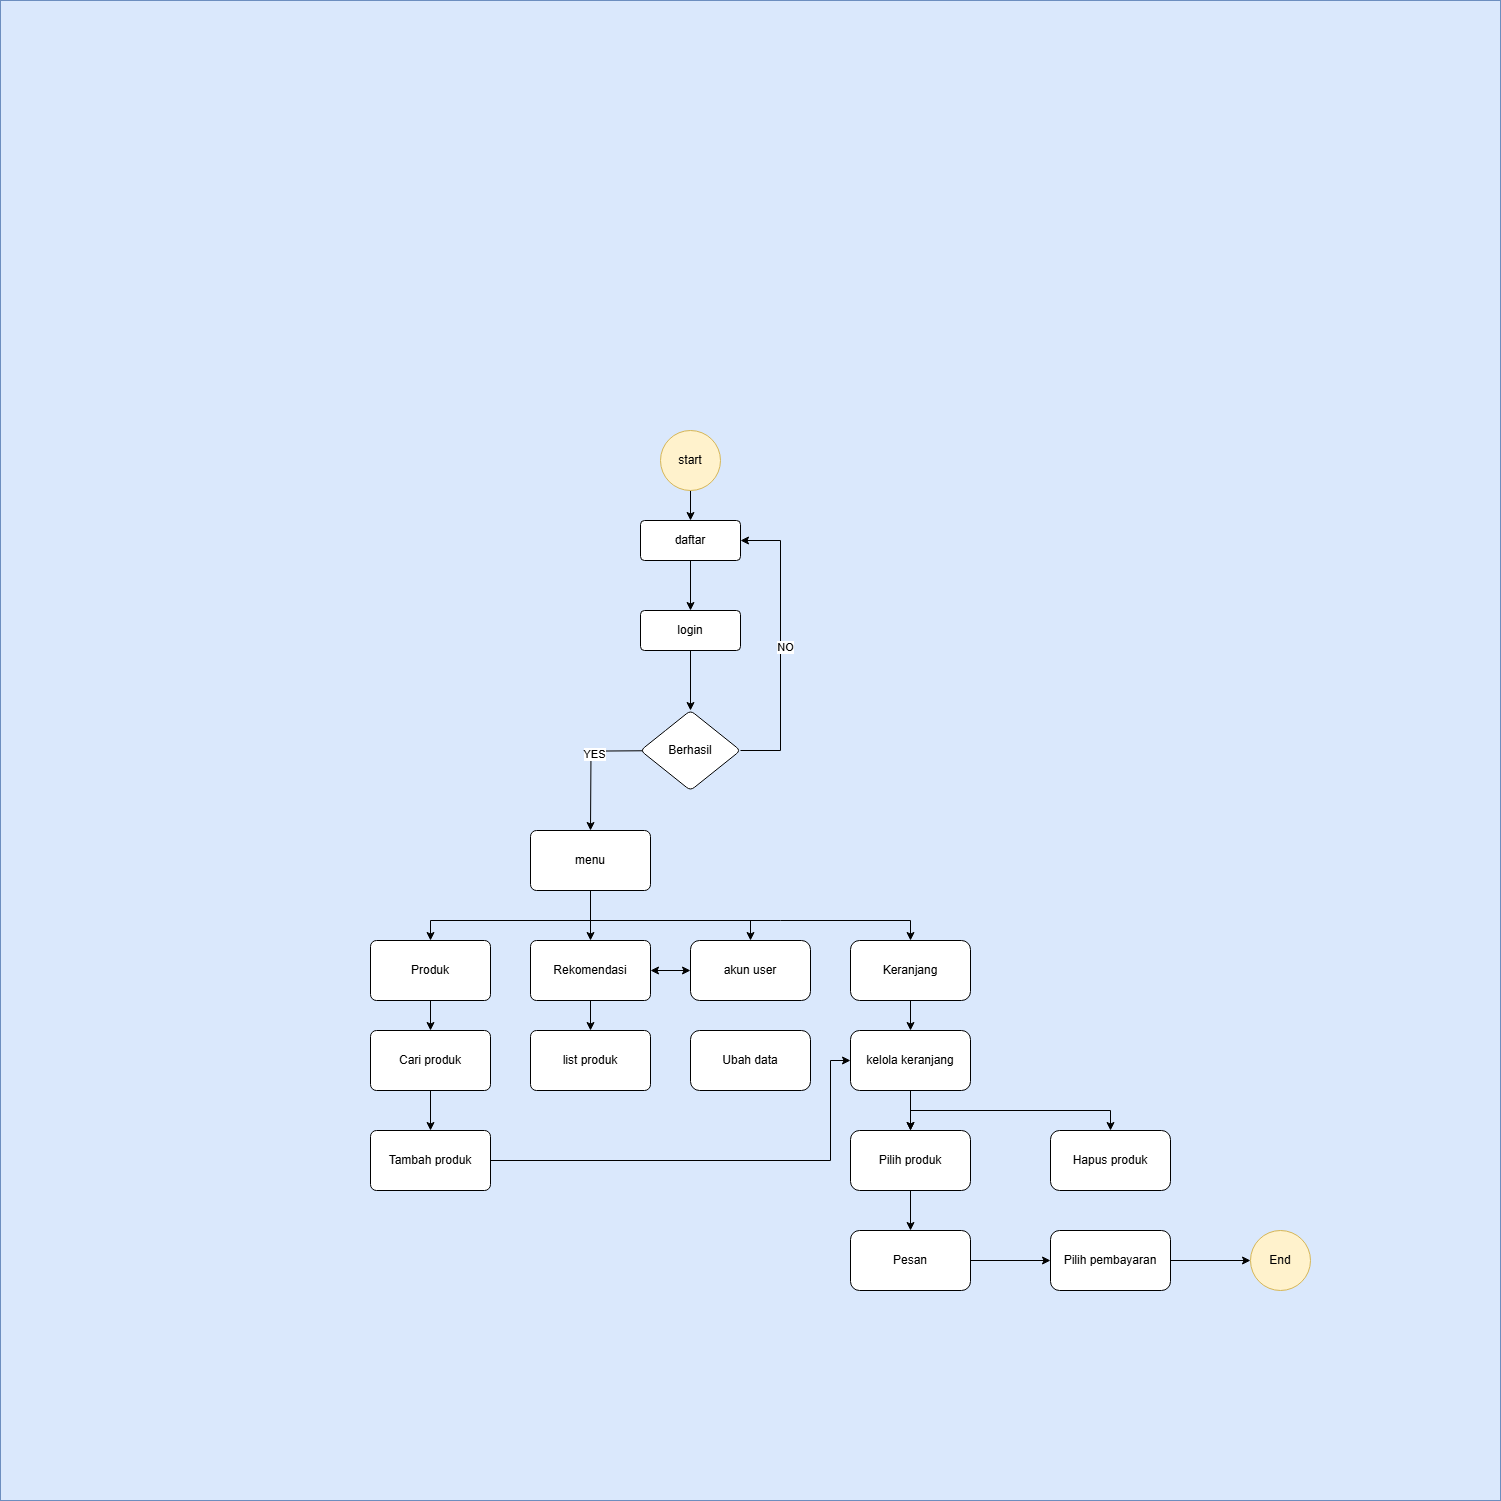 start
daftar
login
NO
Berhasil
YES
menu
Produk
Rekomendasi
akun user
Keranjang
Cari produk
list produk
Ubah data
kelola keranjang
Tambah produk
Pilih produk
Hapus produk
Pesan
Pilih pembayaran
End